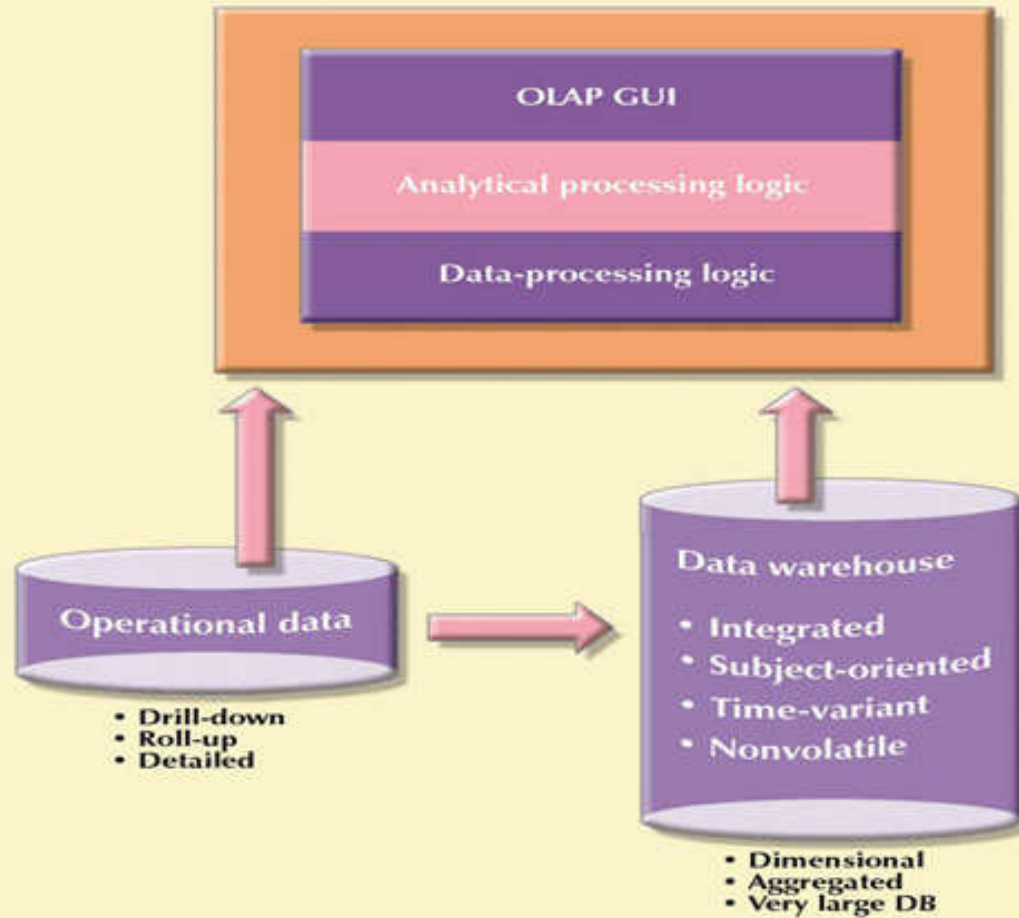 OLAP GUI
Analytical processing logic
Data-processing logic
Operational data
• Drill-down
• Roll-up
• Detailed
Data warehouse
• Integrated
• Subject-oriented
• Time-variant
• Nonvolatile
• Dimensional
• Aggregated
• Very large DB